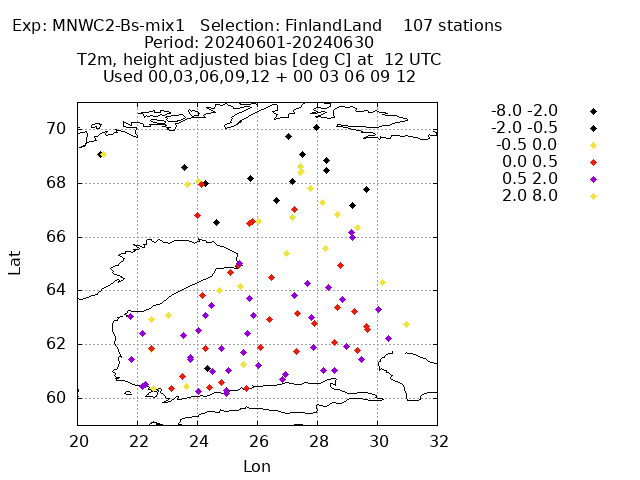 Exp: MNWC2-Bs-mix1   Selection: FinlandLand    107 stations
Period: 20240601-20240630
T2m, height adjusted bias [deg C] at  12 UTC
Used 00,03,06,09,12 + 00 03 06 09 12
-8.0 -2.0
-2.0 -0.5
-0.5 0.0
0.0 0.5
0.5 2.0
2.0 8.0
70
68
66
64
62
60
Lat
20 22 24 26 28 30 32
Lon